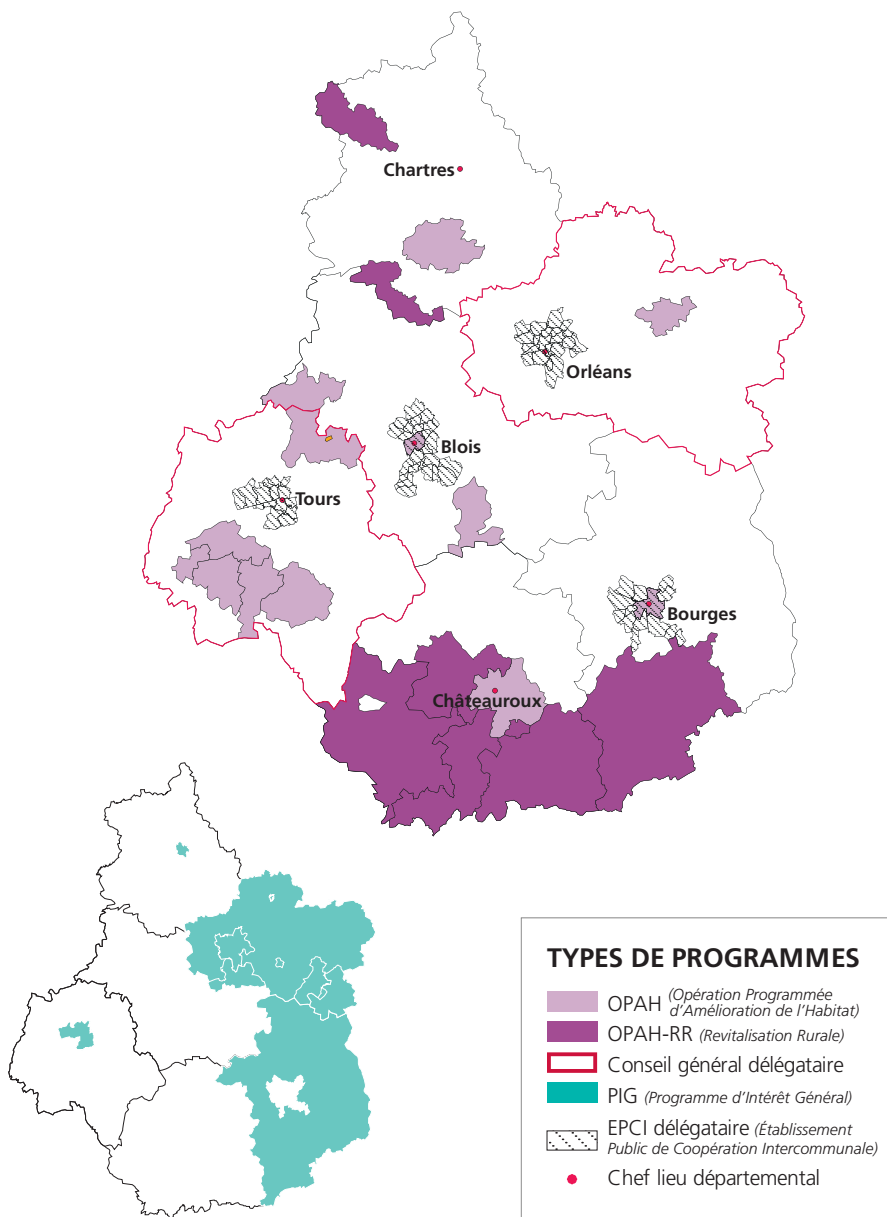 Chartres
Orléans
Blois
Tours
Bourges
Châteauroux
TYPES DE PROGRAMMES
OPAH (Opération Programmée
d'Amélioration de l'Habitat)
OPAH-RR (Revitalisation Rurale)
Conseil général délégataire
PIG (Programme d'Intérêt Général)
EPCI délégataire (Établissement
Public de Coopération Intercommunale)
Chef lieu départemental